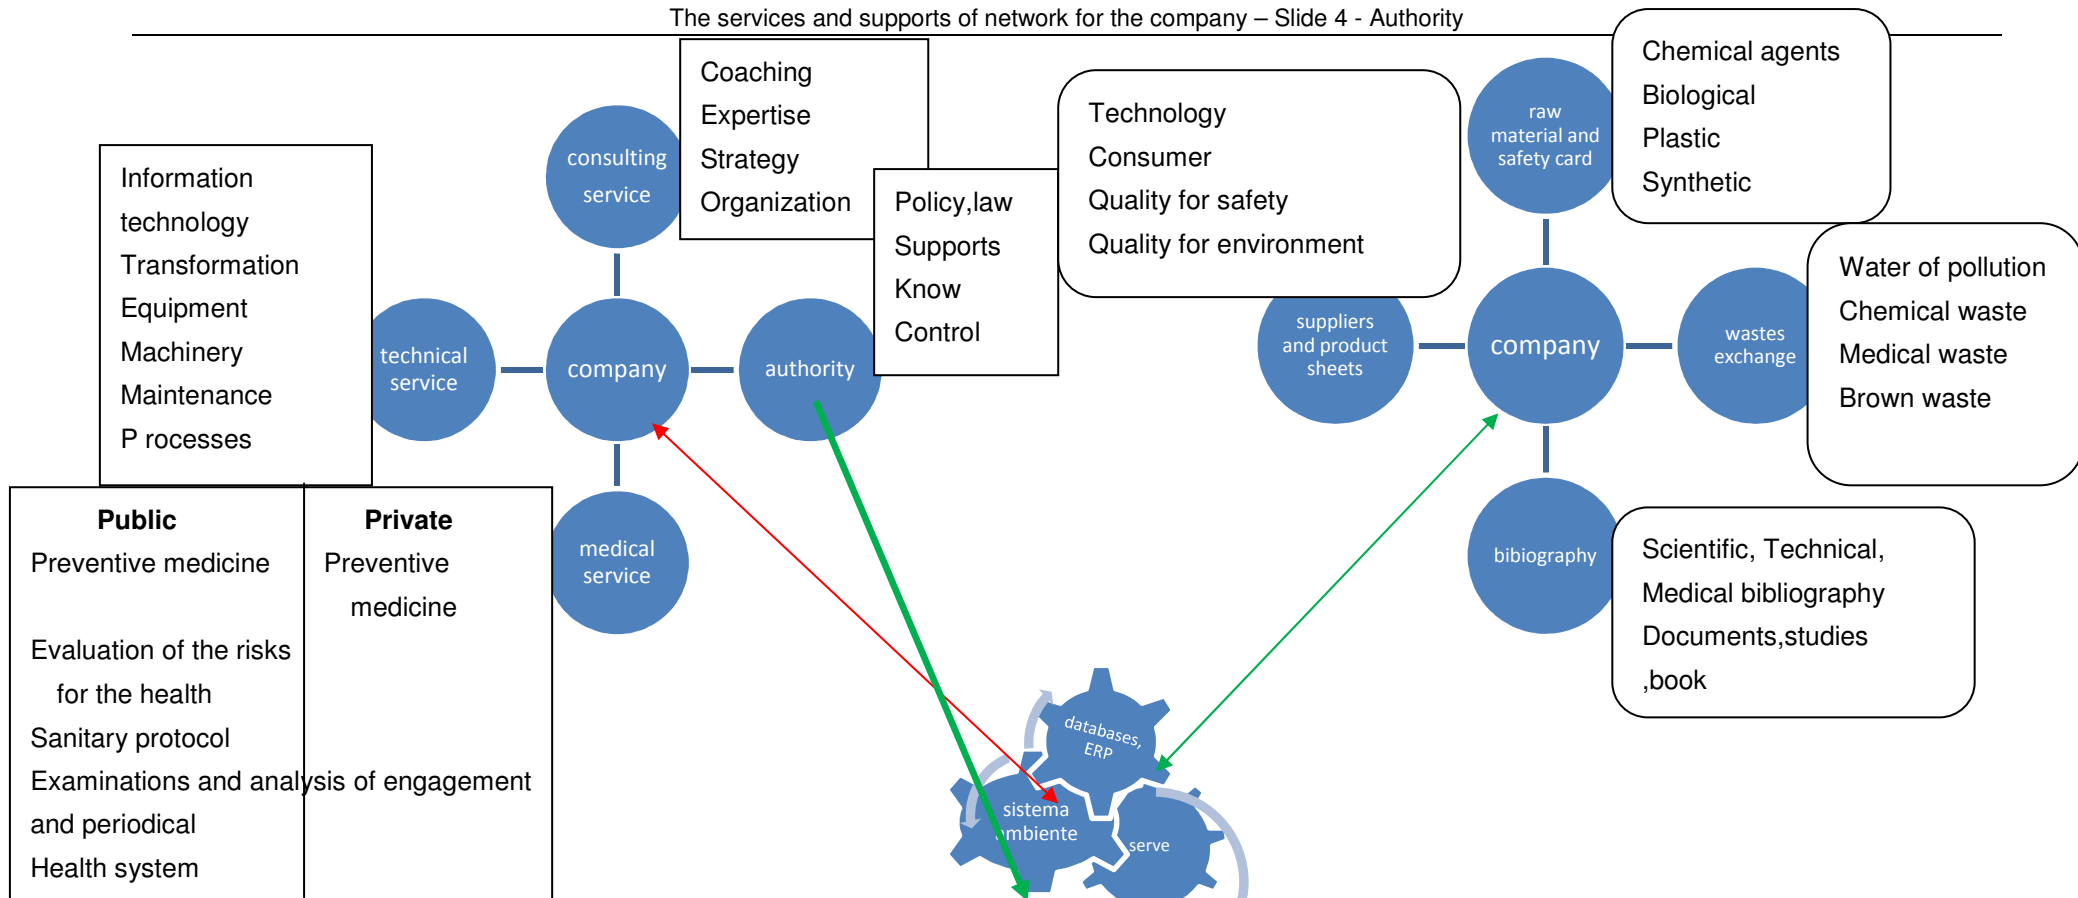 The services and supports of network for the company – Slide 4 - Authority
Coaching
Expertise
Strategy
Organization
consulting
service
Information
technology
Transformation
Equipment
Machinery
Maintenance
P rocesses
technical
service
company
authority
Policy,law
Supports
Know
Control
medical
service
Public
Preventive medicine
Evaluation of the risks
for the health
Sanitary protocol
Examinations and analysis of engagement
and periodical
Health system
Private
Preventive
medicine
Technology
Consumer
Quality for safety
Quality for environment
suppliers
and product
sheets
raw
material and
safety card
Chemical agents
Biological
Plastic
Synthetic
company
wastes
exchange
Water of pollution
Chemical waste
Medical waste
Brown waste
bibiography
Scientific, Technical,
Medical bibliography
Documents,studies
,book
databases,
ERP
sistema
ambiente
serve